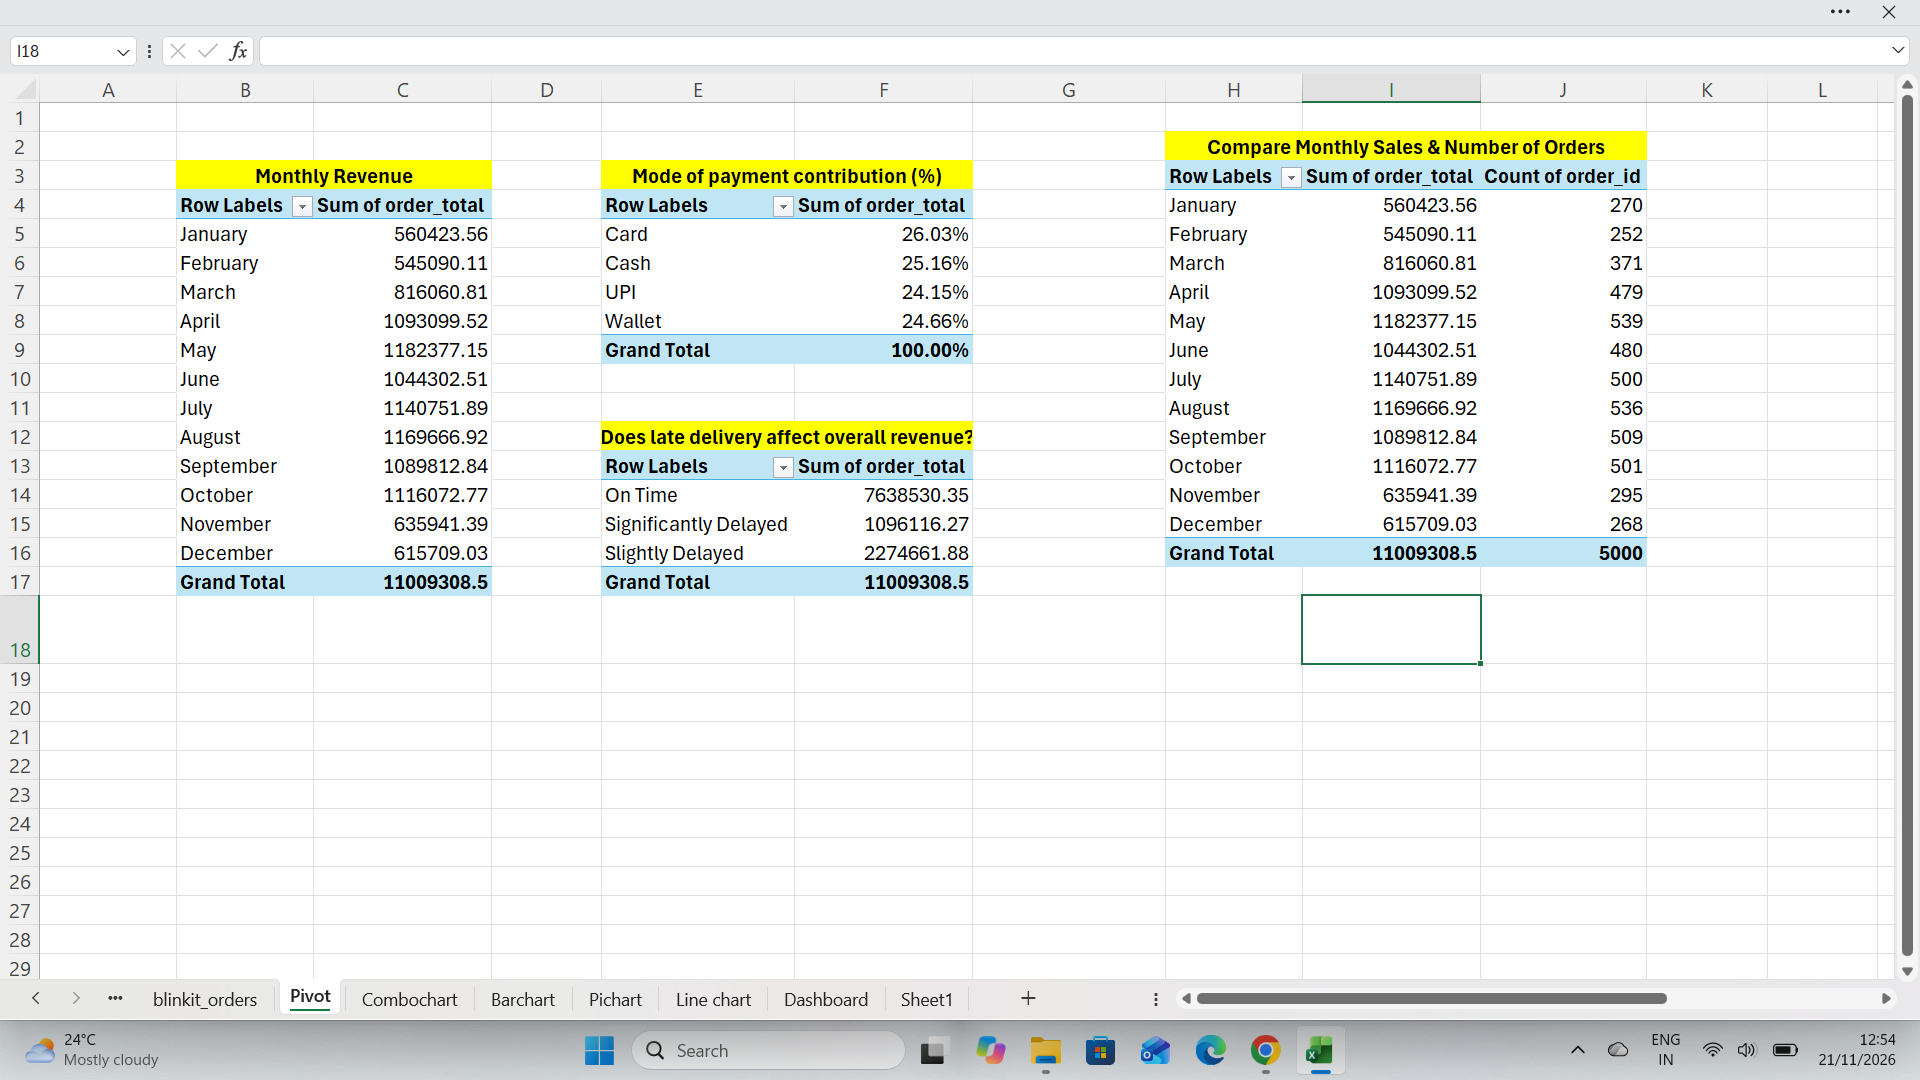 I18
fx
A B C D E F G H I J K L
1
2 Compare Monthly Sales & Number of Orders
3 Monthly Revenue Mode of payment contribution (%) Row Labels Sum of order_total Count of order_id
4 Row Labels Sum of order_total Row Labels Sum of order_total January 560423.56 270
5 January 560423.56 Card 26.03% February 545090.11 252
6 February 545090.11 Cash 25.16% March 816060.81 371
7 March 816060.81 UPI 24.15% April 1093099.52 479
8 April 1093099.52 Wallet 24.66% May 1182377.15 539
9 May 1182377.15 Grand Total 100.00% June 1044302.51 480
10 June 1044302.51 July 1140751.89 500
11 July 1140751.89 August 1169666.92 536
12 August 1169666.92 Does late delivery affect overall revenue? September 1089812.84 509
13 September 1089812.84 Row Labels Sum of order_total October 1116072.77 501
14 October 1116072.77 On Time 7638530.35 November 635941.39 295
15 November 635941.39 Significantly Delayed 1096116.27 December 615709.03 268
16 December 615709.03 Slightly Delayed 2274661.88 Grand Total 11009308.5 5000
17 Grand Total 11009308.5 Grand Total 11009308.5
18
19
20
21
22
23
24
25
26
27
28
29
blinkit_orders Pivot Combochart Barchart Pichart Line chart Dashboard Sheet1
24°C
Mostly cloudy
Search
ENG
IN
12:54
21/11/2026